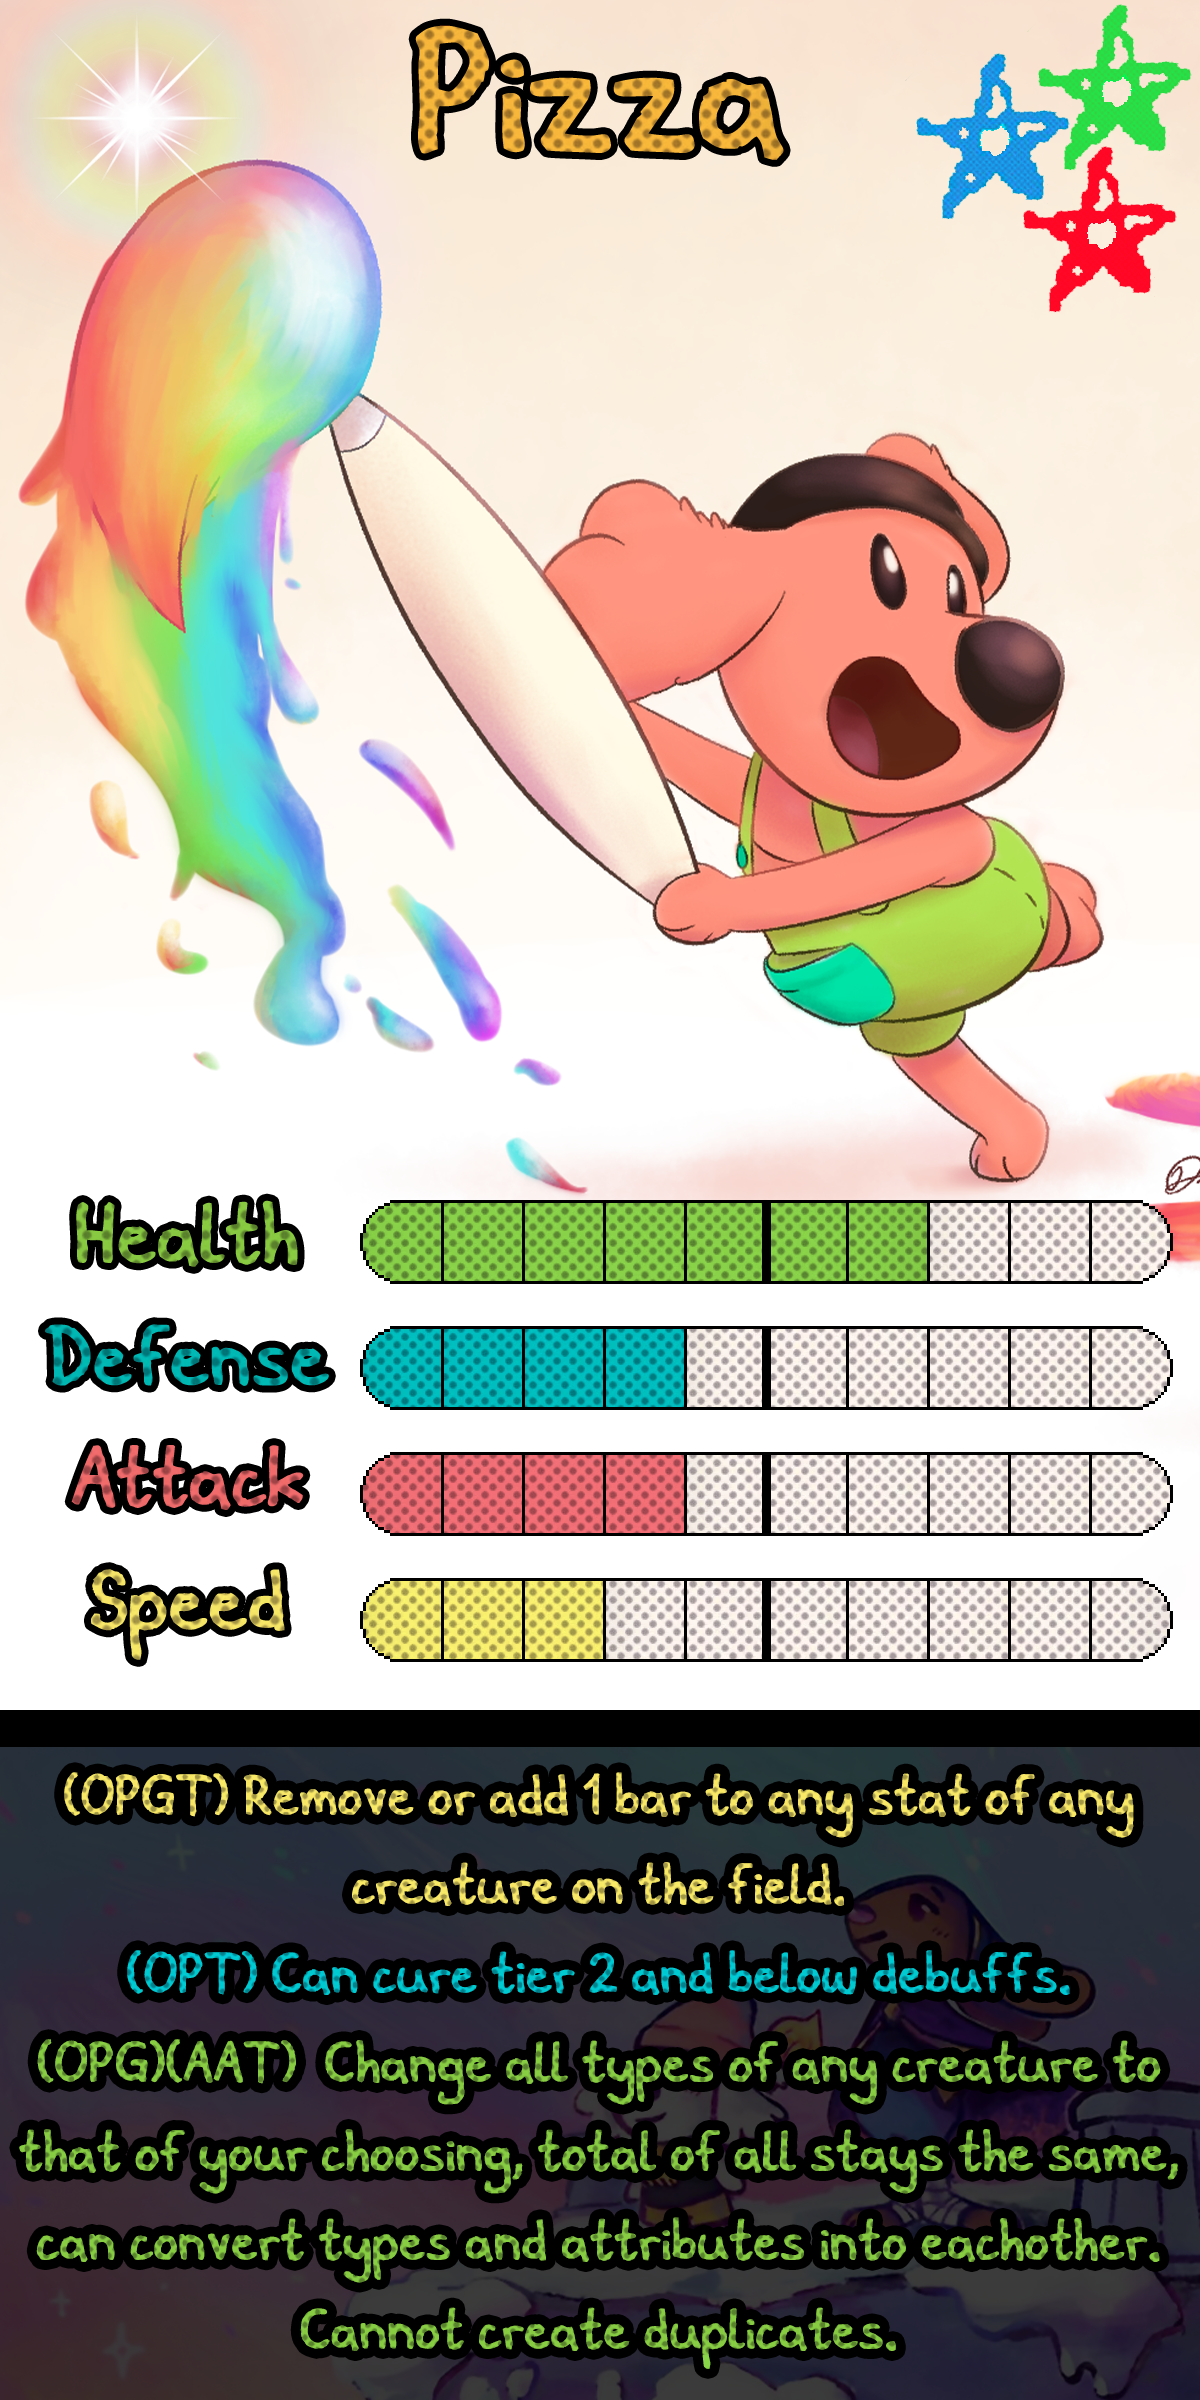 Pizza
Health
Defense
Attack
Speed
(OPGT) Remove or add 1 bar to any stat of any
creature on the field.
(OPT) Can cure tier 2 and below debuffs.
(OPG)(AAT) Change all types of any creature to
that of your choosing, total of all stays the same,
can convert types and attributes into eachother.
Cannot create duplicates.